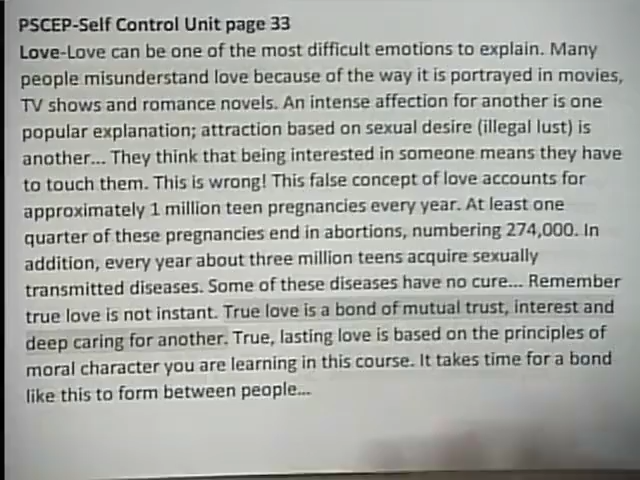 PSCEP-Self Control Unit page 33
Love-Love can be one of the most difficult emotions to explain. Many
people misunderstand love because of the way it is portrayed in movies,
TV shows and romance novels. An intense affection for another is one
popular explanation; attraction based on sexual desire (illegal lust) is
another... They think that being interested in someone means they have
to touch them. This is wrong! This false concept of love accounts for
approximately 1 million teen pregnancies every year. At least one
quarter of these pregnancies end in abortions, numbering 274,000. In
addition, every year about three million teens acquire sexually
transmitted diseases. Some of these diseases have no cure... Remember
true love is not instant. True love is a bond of mutual trust, interest and
deep caring for another. True, lasting love is based on the principles of
moral character you are learning in this course. It takes time for a bond
like this to form between people...